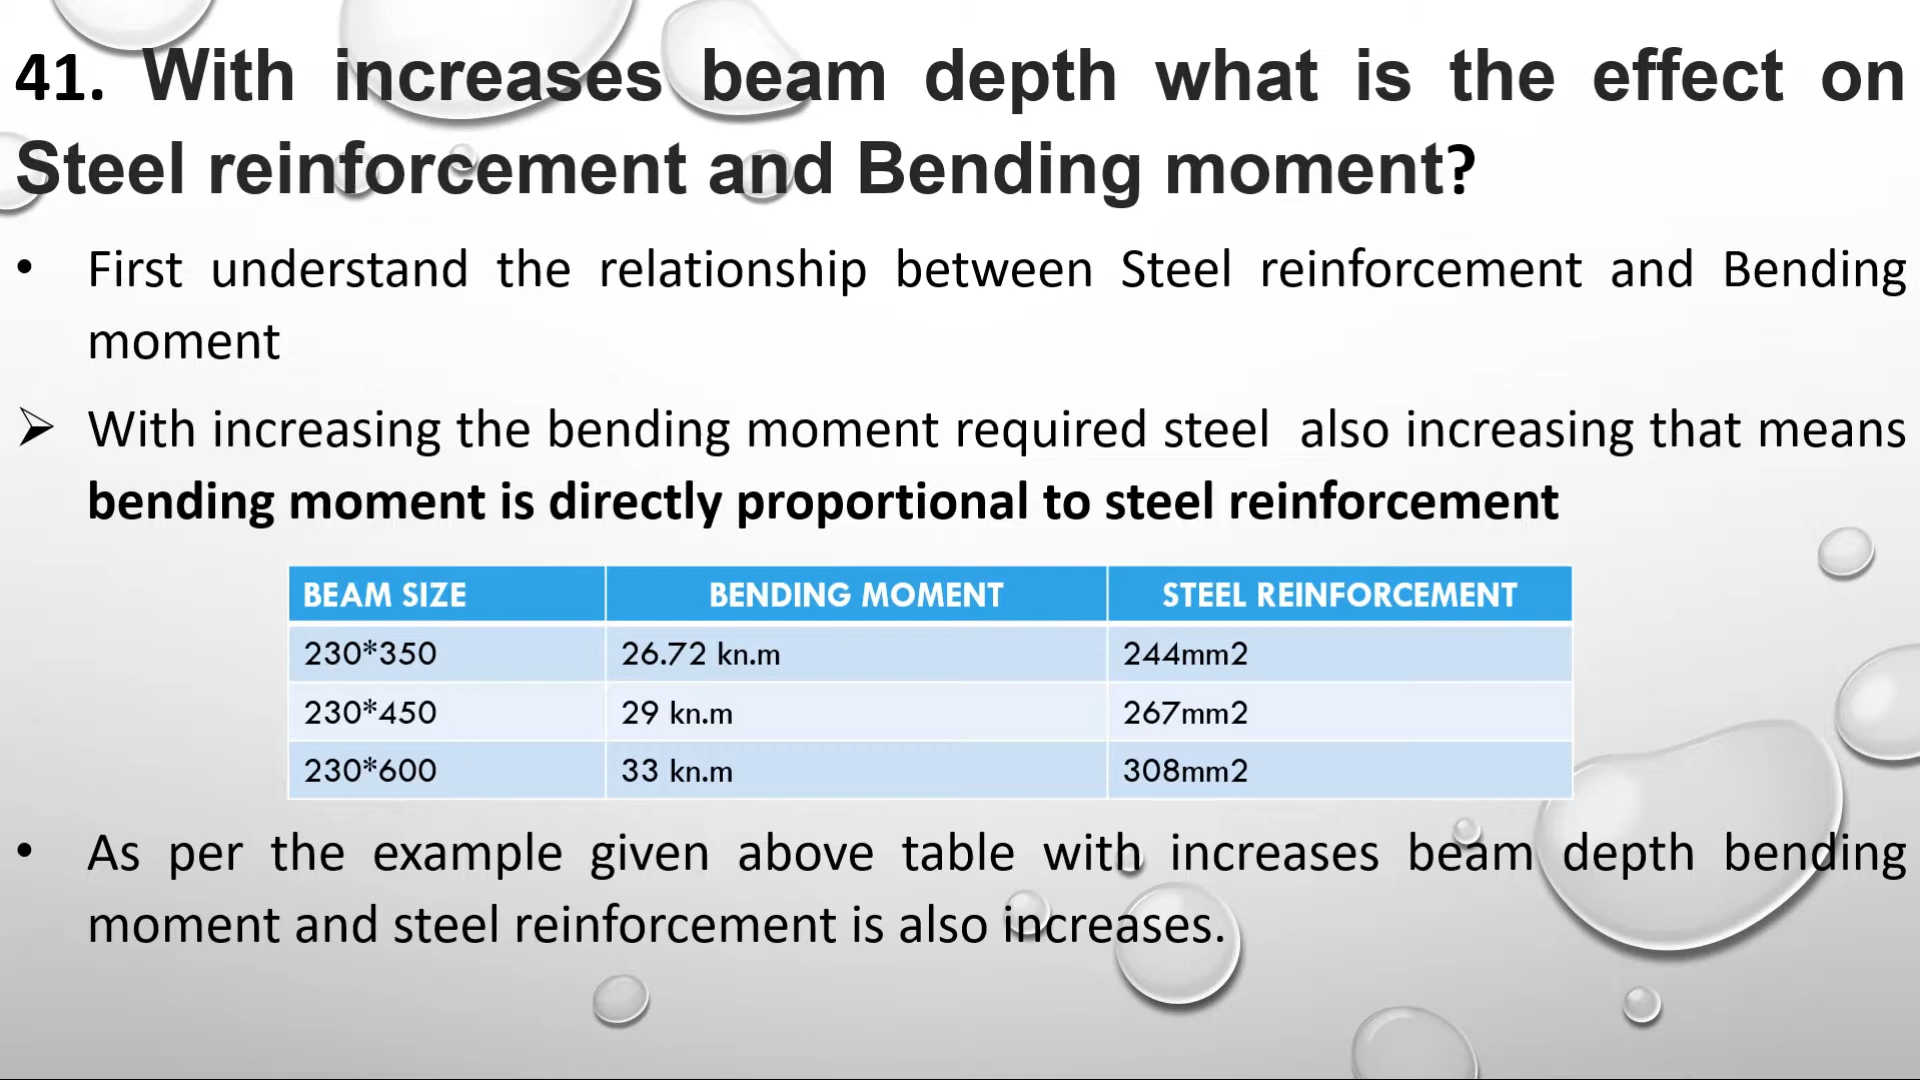 41. With increases beam depth what is the effect on
Steel reinforcement and Bending moment?
• First understand the relationship between Steel reinforcement and Bending
moment
➢ With increasing the bending moment required steel also increasing that means
bending moment is directly proportional to steel reinforcement
BEAM SIZE BENDING MOMENT STEEL REINFORCEMENT
230*350 26.72 kn.m 244mm2
230*450 29 kn.m 267mm2
230*600 33 kn.m 308mm2
• As per the example given above table with increases beam depth bending
moment and steel reinforcement is also increases.